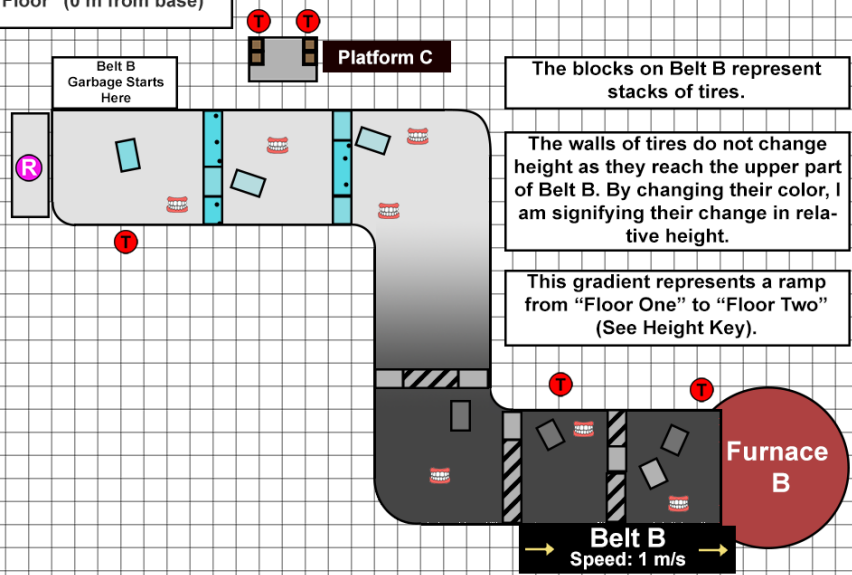 Floor" (0 m from base)
T
T
Platform C
Belt B
Garbage Starts
Here
The blocks on Belt B represent
stacks of tires.
R
The walls of tires do not change
height as they reach the upper part
of Belt B. By changing their color, I
am signifying their change in rela-
tive height.
T
This gradient represents a ramp
from “Floor One” to “Floor Two”
(See Height Key).
T
T
Furnace
B
Belt B
Speed: 1 m/s